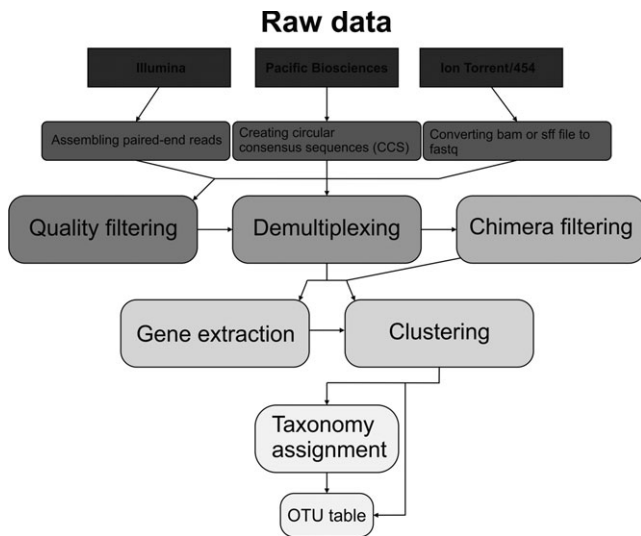 Raw data
Illumina
Pacific Biosciences
Ion Torrent/454
Assembling paired-end reads
Creating circular
consensus sequences (CCS)
Converting bam or sff file to
fastq
Quality filtering
Demultiplexing
Chimera filtering
Gene extraction
Clustering
Taxonomy
assignment
OTU table